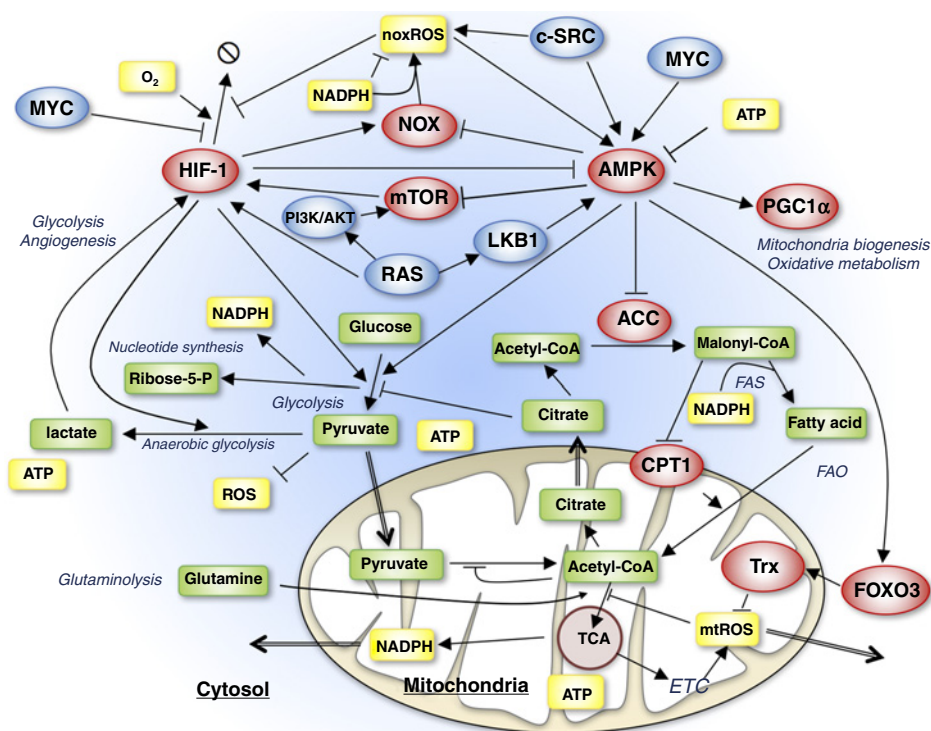 noxROS
c-SRC
MYC
O2
NADPH
ATP
MYC
NOX
HIF-1
AMPK
mTOR
PGC1α
PI3K/AKT
LKB1
RAS
Glycolysis
Angiogenesis
Mitochondria biogenesis
Oxidative metabolism
NADPH
Glucose
ACC
Acetyl-CoA
Malonyl-CoA
Nucleotide synthesis
Ribose-5-P
Glycolysis
FAS
NADPH
Citrate
Fatty acid
lactate
Anaerobic glycolysis
Pyruvate
ATP
ATP
CPT1
FAO
ROS
Citrate
Pyruvate
Acetyl-CoA
Trx
Glutaminolysis
Glutamine
FOXO3
NADPH
TCA
mtROS
Cytosol
Mitochondria
ATP
ETC